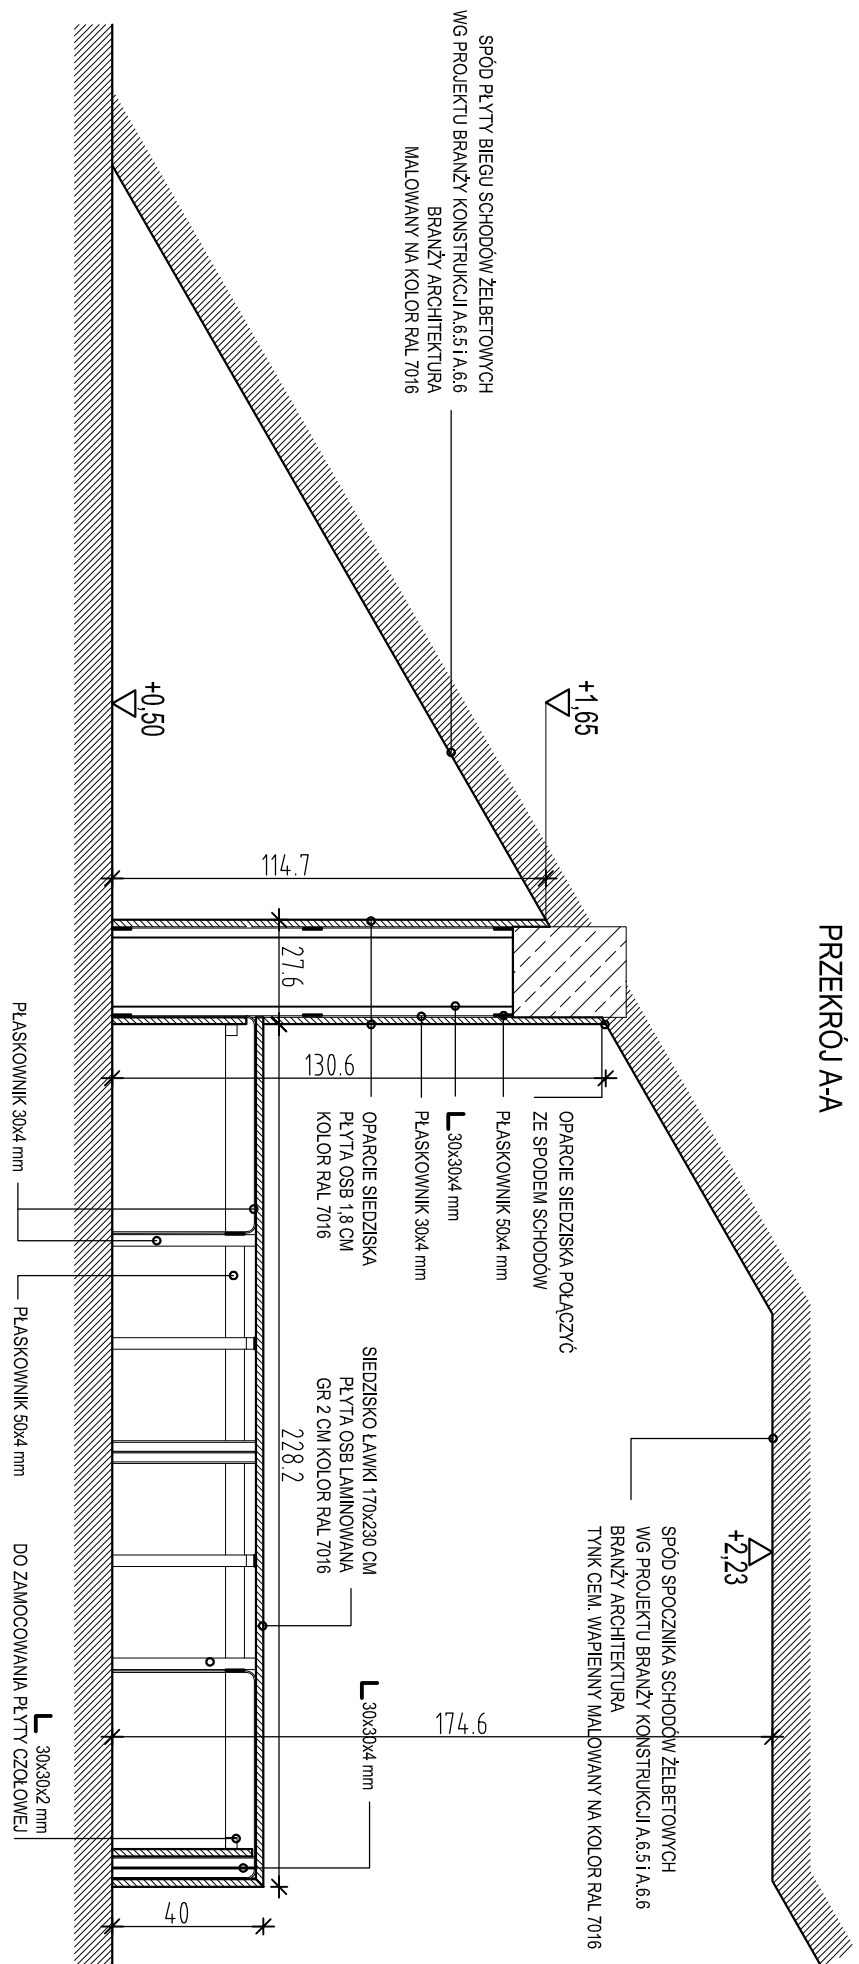 PRZEKRÓJ A-A
SPÓD PŁYTY BIEGU SCHODÓW ŻELBETOWYCH
WG PROJEKTU BRANŻY KONSTRUKCJI A.6.5 i A.6.6
BRANŻY ARCHITEKTURA
MALOWANY NA KOLOR RAL 7016
+1,65
+0,50
114.7
27.6
130.6
OPARCIE SIEDZISKA POŁĄCZYĆ
ZE SPODEM SCHODÓW
PŁASKOWNIK 50x4 mm
30x30x4 mm
PŁASKOWNIK 30x4 mm
OPARCIE SIEDZISKA
PŁYTA OSB 1,8 CM
KOLOR RAL 7016
SIEDZISKO ŁAWKI 170x230 CM
PŁYTA OSB LAMINOWANA
GR 2 CM KOLOR RAL 7016
228.2
SPÓD SPOCZNIKA SCHODÓW ŻELBETOWYCH
WG PROJEKTU BRANŻY KONSTRUKCJI A.6.5 i A.6.6
BRANŻY ARCHITEKTURA
TYNK CEM. WAPIENNY MALOWANY NA KOLOR RAL 7016
+2,23
174.6
30x30x4 mm
40
PŁASKOWNIK 30x4 mm
PŁASKOWNIK 50x4 mm
30x30x2 mm
DO ZAMOCOWANIA PŁYTY CZOŁOWEJ